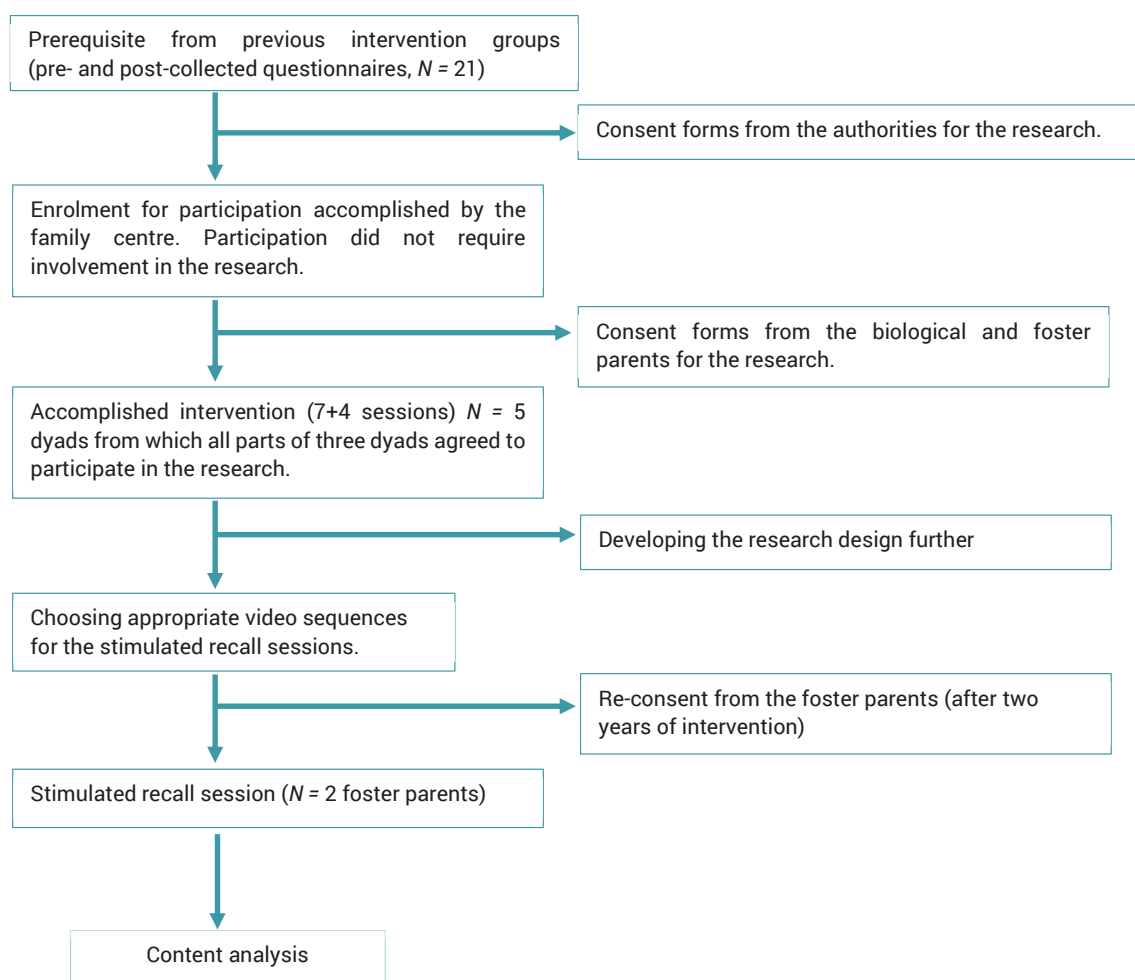 Prerequisite from previous intervention groups
(pre- and post-collected questionnaires, N = 21)
Consent forms from the authorities for the research.
Enrolment for participation accomplished by the
family centre. Participation did not require
involvement in the research.
Consent forms from the biological and foster
parents for the research.
Accomplished intervention (7+4 sessions) N = 5
dyads from which all parts of three dyads agreed to
participate in the research.
Developing the research design further
Choosing appropriate video sequences
for the stimulated recall sessions.
Re-consent from the foster parents (after two
years of intervention)
Stimulated recall session (N = 2 foster parents)
Content analysis